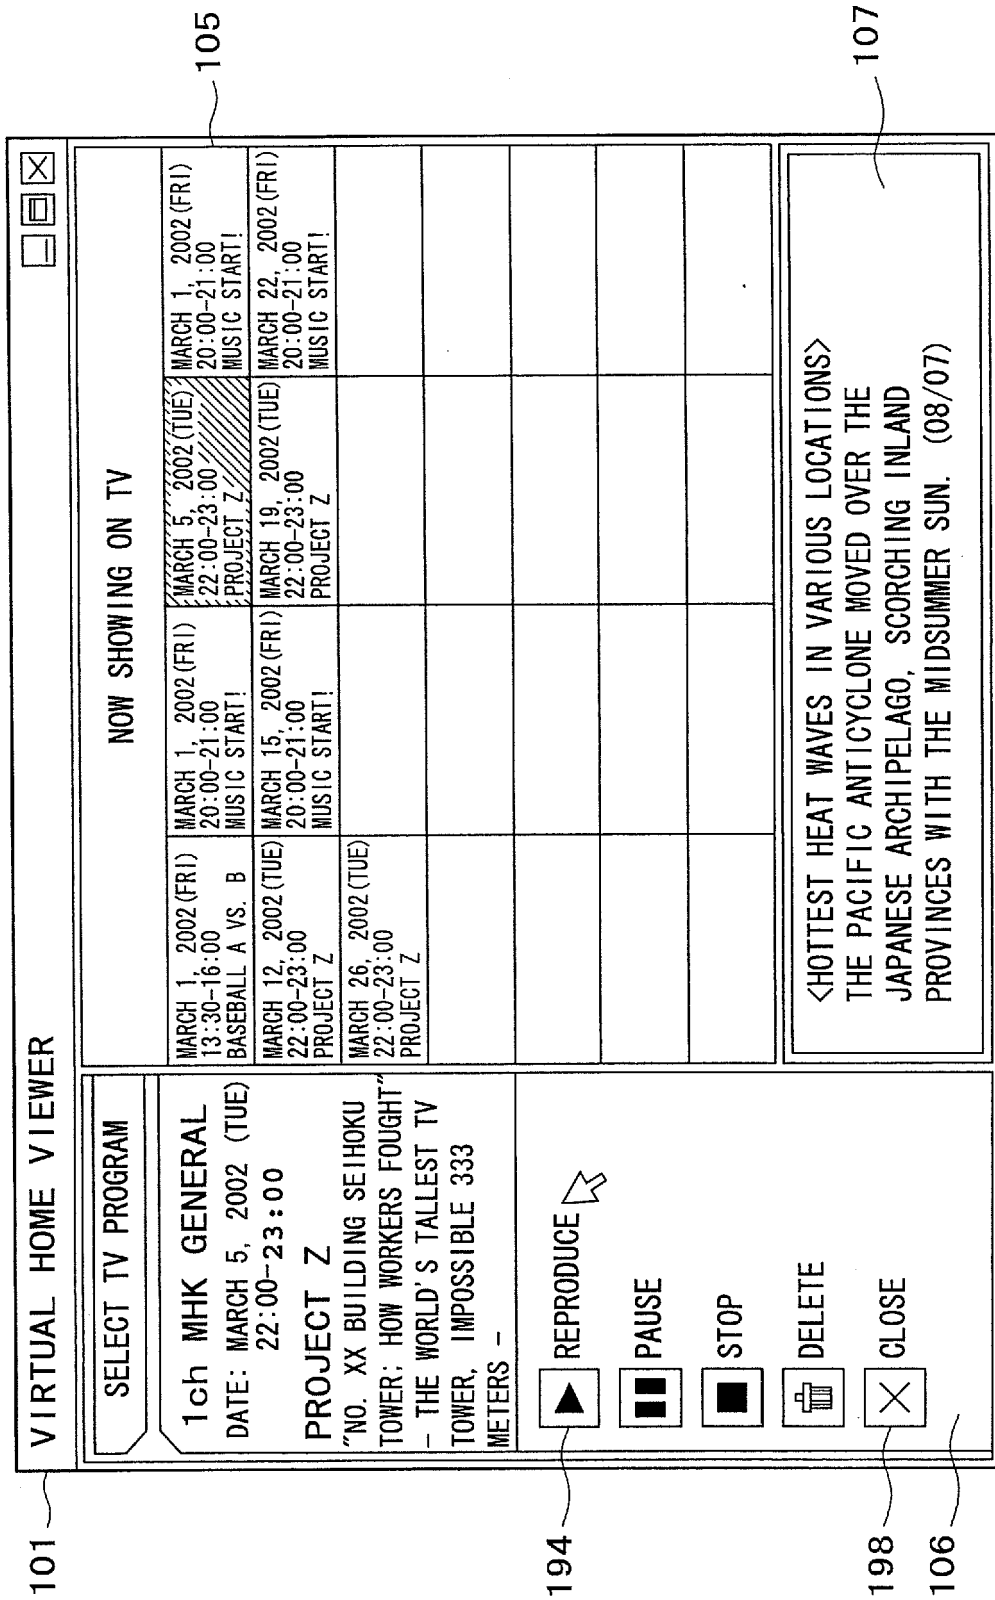 VIRTUAL HOME VIEWER
SELECT TV PROGRAM
1ch MHK GENERAL
DATE: MARCH 5, 2002 (TUE)
22:00-23:00
PROJECT Z
"NO. XX BUILDING SEIHOKU
TOWER: HOW WORKERS FOUGHT"
- THE WORLD'S TALLEST TV
TOWER, IMPOSSIBLE 333
METERS -
REPRODUCE
PAUSE
STOP
DELETE
CLOSE
NOW SHOWING ON TV
MARCH 1, 2002(FRI)
13:30-16:00
BASEBALL A VS. B
MARCH 1, 2002(FRI)
20:00-21:00
MUSIC START!
MARCH 5, 2002(TUE)
22:00-23:00
PROJECT Z
MARCH 1, 2002(FRI)
20:00-21:00
MUSIC START!
MARCH 12, 2002(TUE)
22:00-23:00
PROJECT Z
MARCH 15, 2002(FRI)
20:00-21:00
MUSIC START!
MARCH 19, 2002(TUE)
22:00-23:00
PROJECT Z
MARCH 22, 2002(FRI)
20:00-21:00
MUSIC START!
MARCH 26, 2002(TUE)
22:00-23:00
PROJECT Z
<HOTTEST HEAT WAVES IN VARIOUS LOCATIONS>
THE PACIFIC ANTICYCLONE MOVED OVER THE
JAPANESE ARCHIPELAGO, SCORCHING INLAND
PROVINCES WITH THE MIDSUMMER SUN. (08/07)
101
194
198
106
105
107